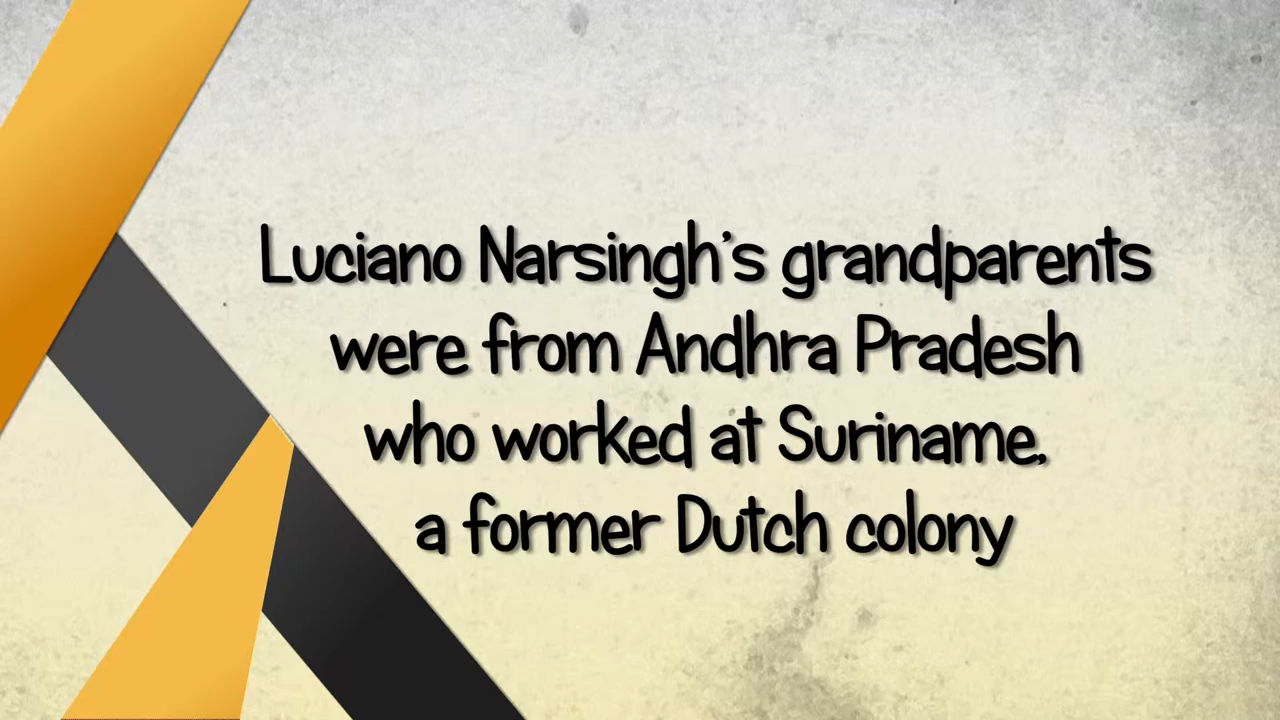 Luciano Narsingh's grandparents
were from Andhra Pradesh
who worked at Suriname,
a former Dutch colony